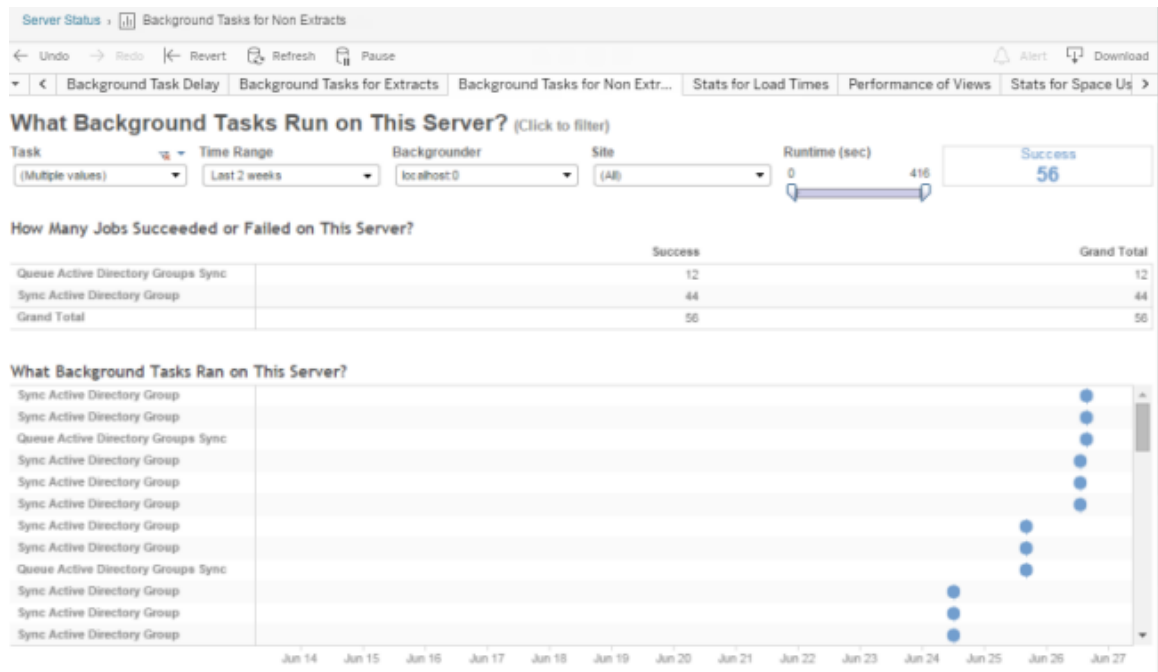 Server Status › Background Tasks for Non Extracts
Undo Redo Revert Refresh Pause Alert Download
Background Task Delay Background Tasks for Extracts Background Tasks for Non Extr... Stats for Load Times Performance of Views Stats for Space Us
What Background Tasks Run on This Server? (Click to filter)
Task Time Range Backgrounder Site Runtime (sec) Success
(Multiple values) Last 2 weeks localhost:0 (All) 0 416 56
How Many Jobs Succeeded or Failed on This Server?
Success Grand Total
Queue Active Directory Groups Sync 12 12
Sync Active Directory Group 44 44
Grand Total 56 56
What Background Tasks Ran on This Server?
Sync Active Directory Group
Sync Active Directory Group
Queue Active Directory Groups Sync
Sync Active Directory Group
Sync Active Directory Group
Sync Active Directory Group
Sync Active Directory Group
Sync Active Directory Group
Queue Active Directory Groups Sync
Sync Active Directory Group
Sync Active Directory Group
Sync Active Directory Group
Jun 14 Jun 15 Jun 16 Jun 17 Jun 18 Jun 19 Jun 20 Jun 21 Jun 22 Jun 23 Jun 24 Jun 25 Jun 26 Jun 27